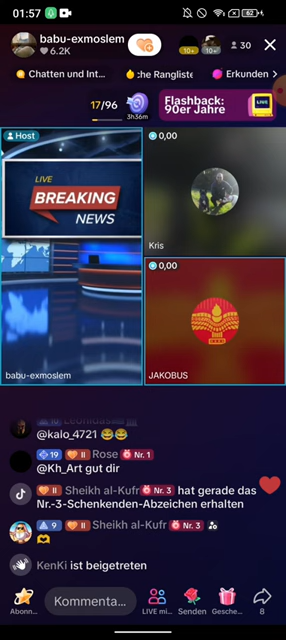 01:57
62
babu-exmoslem
6.2K
10+
10+
30
Chatten und Int...
che Rangliste
Erkunden
17/96
3h36m
Flashback:
90er Jahre
LIVE
Host
LIVE
BREAKING
NEWS
babu-exmoslem
0,00
Kris
0,00
JAKOBUS
@kalo_4721 😂😂
19 II Rose Nr. 1
@Kh_Art gut dir
II Sheikh al-Kufr Nr. 3 hat gerade das
Nr.-3-Schenkenden-Abzeichen erhalten
9 II Sheikh al-Kufr Nr. 3
🫶
KenKi ist beigetreten
Abonn...
Kommenta...
LIVE mi...
Senden
Gesche...
8